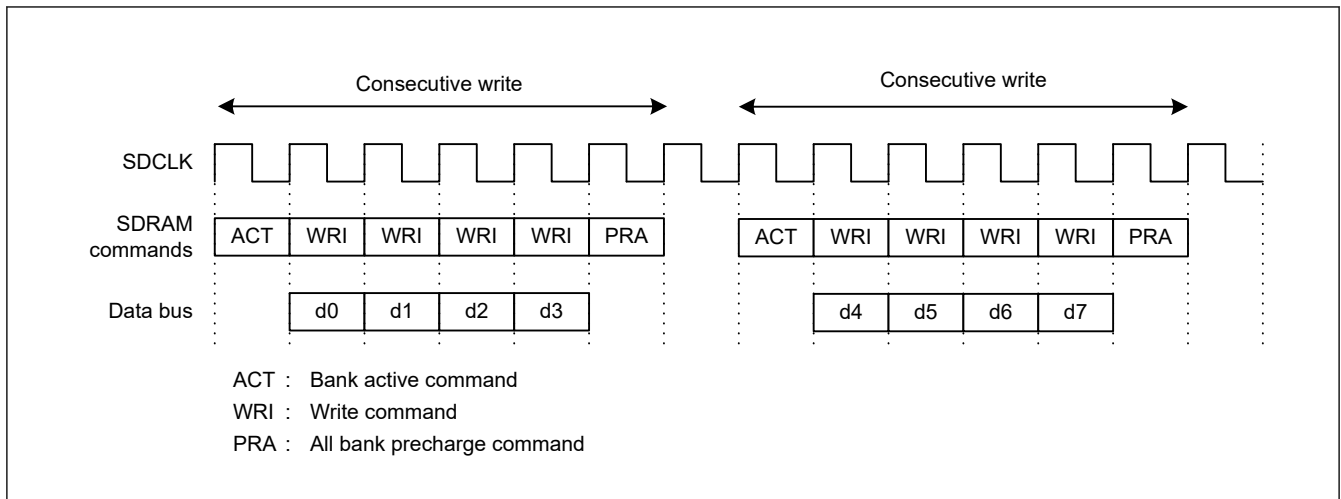 Consecutive write Consecutive write
SDCLK
SDRAM commands ACT WRI WRI WRI WRI PRA ACT WRI WRI WRI WRI PRA
Data bus d0 d1 d2 d3 d4 d5 d6 d7
ACT : Bank active command
WRI : Write command
PRA : All bank precharge command